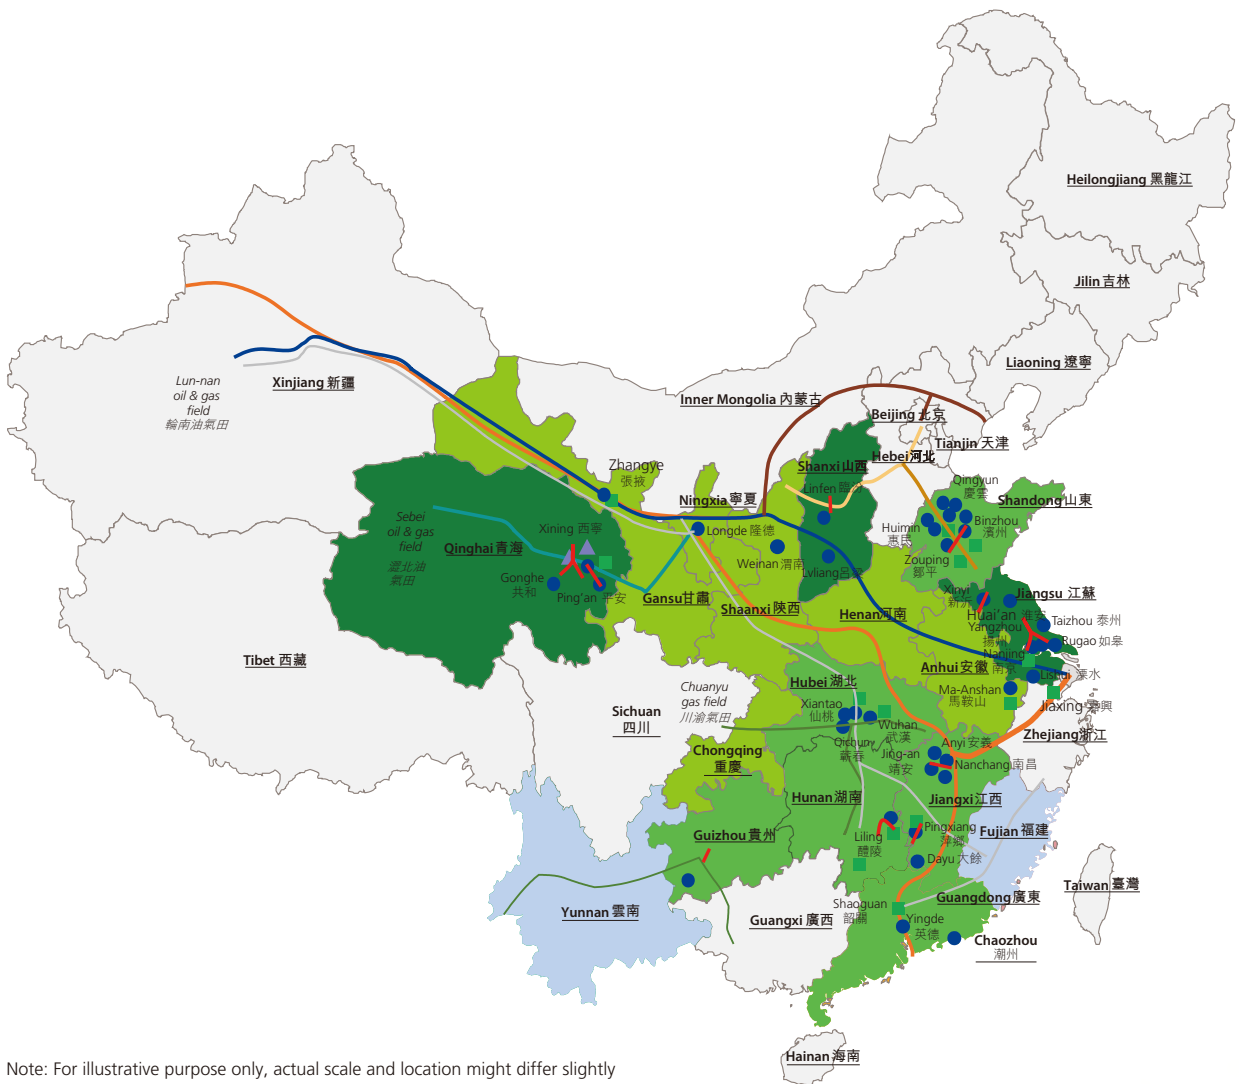 Heilongjiang 黑龍江
Jilin 吉林
Liaoning 遼寧
Lun-nan
oil & gas
field
輪南油氣田
Xinjiang 新疆
Inner Mongolia 內蒙古
Beijing 北京
Tianjin 天津
Hebei 河北
Shanxi 山西
Linfen 臨汾
Zhangye
張掖
Ningxia 寧夏
Qingyun
慶雲
Shandong 山東
Binzhou
濱州
Huimin
惠民
Zouping
鄒平
Sebei
oil & gas
field
澀北油
氣田
Xining 西寧
Qinghai 青海
Gonghe
共和
Ping'an 平安
Longde 隆德
Weinan 渭南
Lvliang 呂梁
Gansu 甘肅
Shaanxi 陝西
Henan 河南
Xinyi
新沂
Jiangsu 江蘇
Huai'an 淮安
Yangzhou
揚州
Taizhou 泰州
Rugao 如皋
Nanjing
南京
Lishui 溧水
Anhui 安徽
Ma-Anshan
馬鞍山
Jiaxing 嘉興
Zhejiang 浙江
Tibet 西藏
Sichuan
四川
Chuanyu
gas field
川渝氣田
Hubei 湖北
Xiantao
仙桃
Wuhan
武漢
Qichun
蘄春
Chongqing
重慶
Jing-an
靖安
Anyi 安義
Nanchang 南昌
Hunan 湖南
Jiangxi 江西
Guizhou 貴州
Liling
醴陵
Pingxiang
萍鄉
Fujian 福建
Dayu 大餘
Yunnan 雲南
Guangxi 廣西
Shaoguan
韶關
Guangdong 廣東
Yingde
英德
Chaozhou
潮州
Taiwan 臺灣
Hainan 海南
Note: For illustrative purpose only, actual scale and location might differ slightly